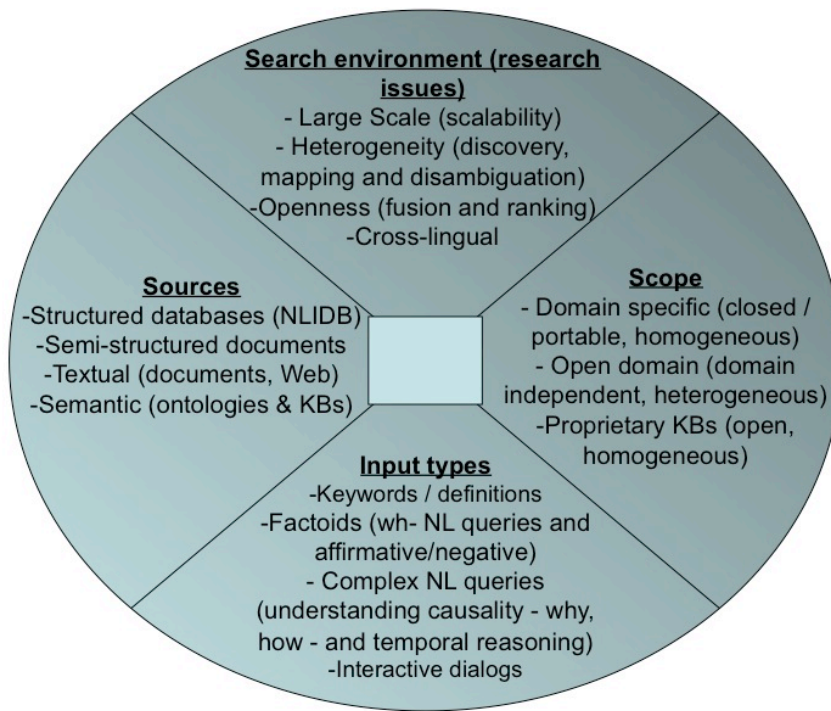 Search environment (research
issues)
- Large Scale (scalability)
- Heterogeneity (discovery,
mapping and disambiguation)
-Openness (fusion and ranking)
-Cross-lingual
Sources
-Structured databases (NLIDB)
-Semi-structured documents
-Textual (documents, Web)
-Semantic (ontologies & KBs)
Scope
- Domain specific (closed /
portable, homogeneous)
- Open domain (domain
independent, heterogeneous)
-Proprietary KBs (open,
homogeneous)
Input types
-Keywords / definitions
-Factoids (wh- NL queries and
affirmative/negative)
- Complex NL queries
(understanding causality - why,
how - and temporal reasoning)
-Interactive dialogs